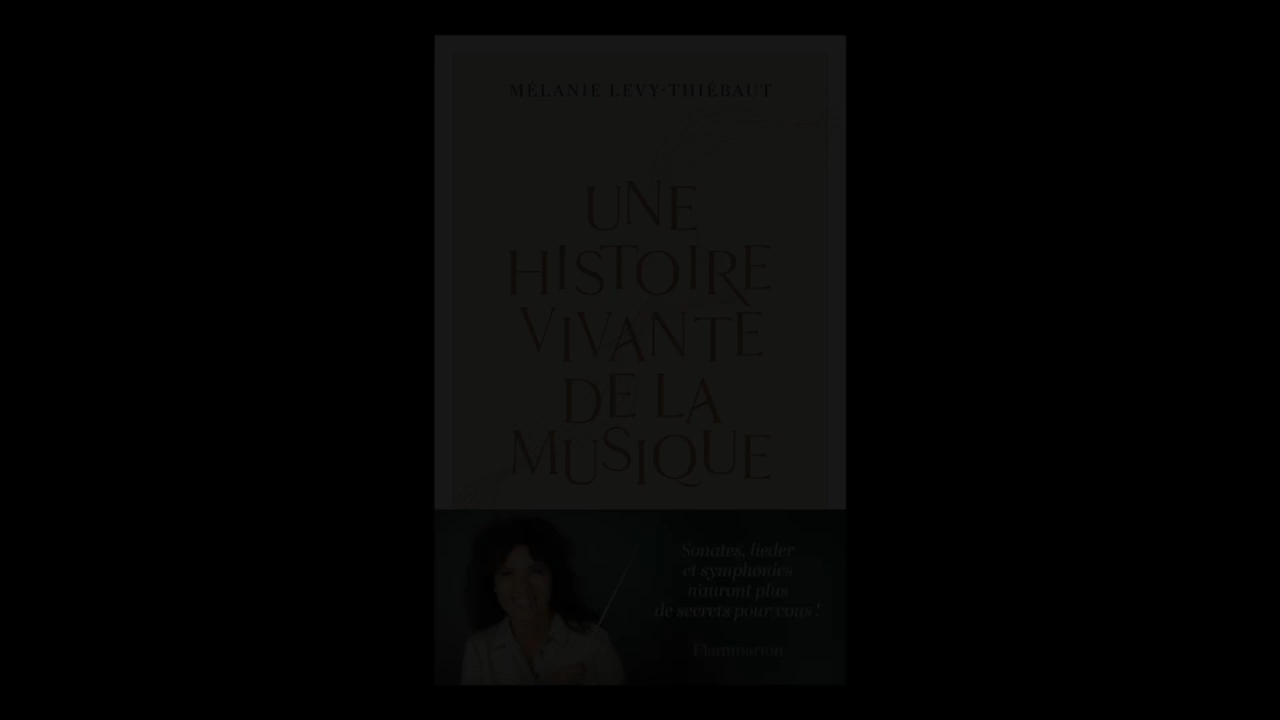 MÉLANIE LEVY-THIÉBAUT
UNE
HISTOIRE
VIVANTE
DE LA
MUSIQUE
Sonates, lieder
et symphonies
n'auront plus
de secrets pour vous !
Flammarion